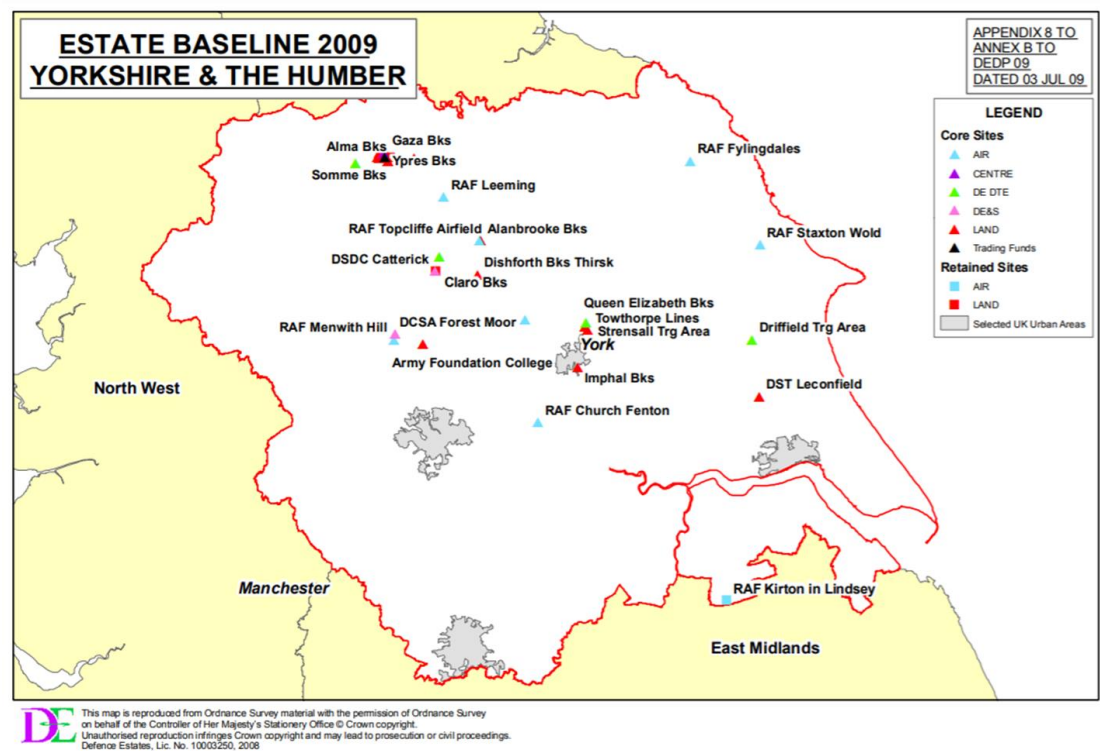 ESTATE BASELINE 2009
YORKSHIRE & THE HUMBER
APPENDIX 8 TO
ANNEX B TO
DEDP 09
DATED 03 JUL 09
LEGEND
Core Sites
AIR
CENTRE
DE DTE
DE&S
LAND
Trading Funds
Retained Sites
AIR
LAND
Selected UK Urban Areas
Gaza Bks
Alma Bks
Ypres Bks
Somme Bks
RAF Fylingdales
RAF Leeming
RAF Topcliffe Airfield
Alanbrooke Bks
RAF Staxton Wold
DSDC Catterick
Dishforth Bks Thirsk
Claro Bks
Queen Elizabeth Bks
Towthorpe Lines
Strensall Trg Area
RAF Menwith Hill
DCSA Forest Moor
Driffield Trg Area
York
Army Foundation College
Imphal Bks
North West
DST Leconfield
RAF Church Fenton
Manchester
RAF Kirton in Lindsey
East Midlands
DE
This map is reproduced from Ordnance Survey material with the permission of Ordnance Survey
on behalf of the Controller of Her Majesty's Stationery Office © Crown copyright.
Unauthorised reproduction infringes Crown copyright and may lead to prosecution or civil proceedings.
Defence Estates, Lic. No. 10003250, 2008